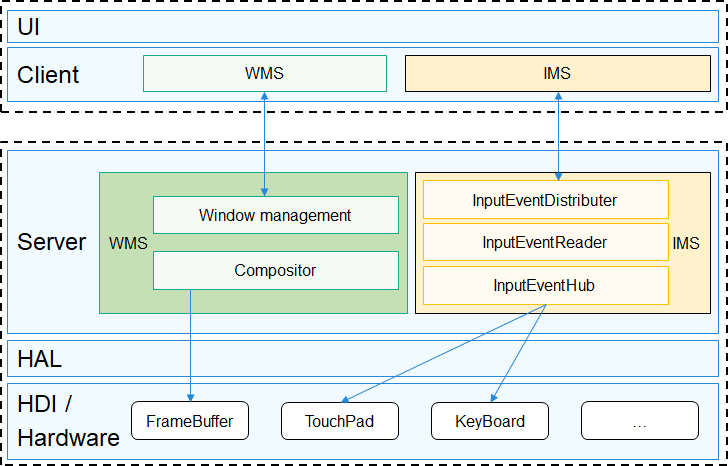 UI
Client
WMS
IMS
Server
WMS
Window management
Compositor
InputEventDistributer
InputEventReader
InputEventHub
IMS
HAL
HDI /
Hardware
FrameBuffer
TouchPad
KeyBoard
...